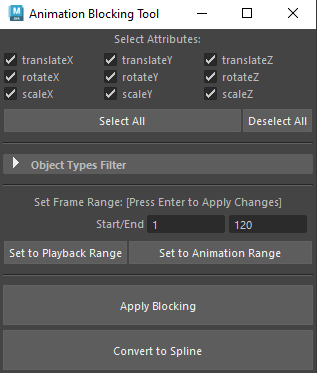 Animation Blocking Tool
Select Attributes:
translateX translateY translateZ
rotateX rotateY rotateZ
scaleX scaleY scaleZ
Select All Deselect All
Object Types Filter
Set Frame Range: [Press Enter to Apply Changes]
Start/End 1 120
Set to Playback Range Set to Animation Range
Apply Blocking
Convert to Spline